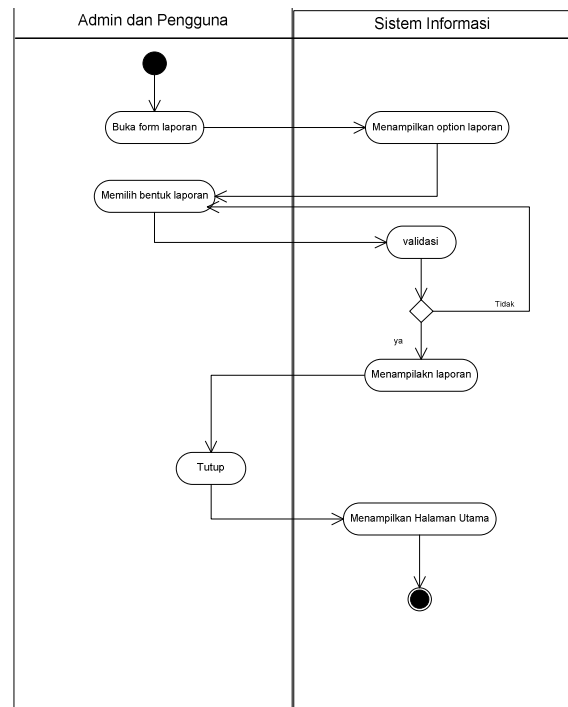 Admin dan Pengguna
Sistem Informasi
Buka form laporan
Menampilkan option laporan
Memilih bentuk laporan
validasi
Tidak
ya
Menampilakn laporan
Tutup
Menampilkan Halaman Utama